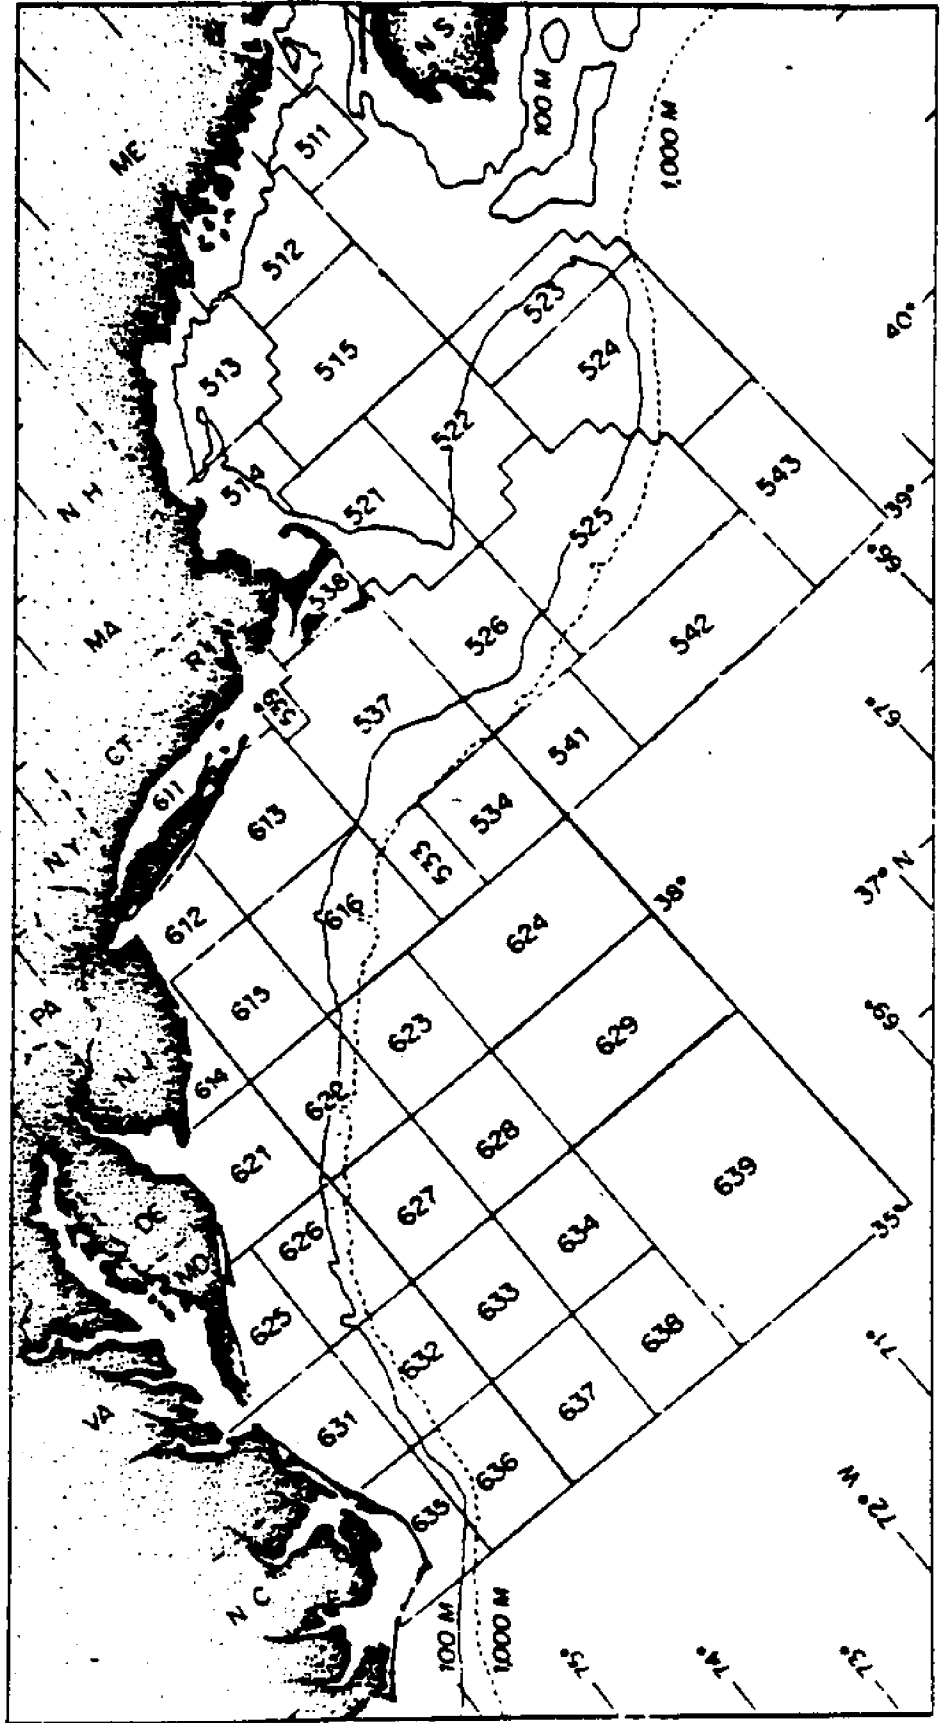 N S
100 M
1,000 M
ME
511
512
523
40°
515
524
513
522
543
N H
514
521
525
39°
66°
538
MA
526
542
R I
539
537
67°
CT
541
611
534
613
N Y
533
37° N
616
38°
612
624
PA
615
69°
623
629
N J
614
622
628
621
639
DE
627
634
35°
626
MD
633
625
638
71°
632
VA
637
631
636
72° W
635
N C
100 M
1,000 M
75°
74°
73°